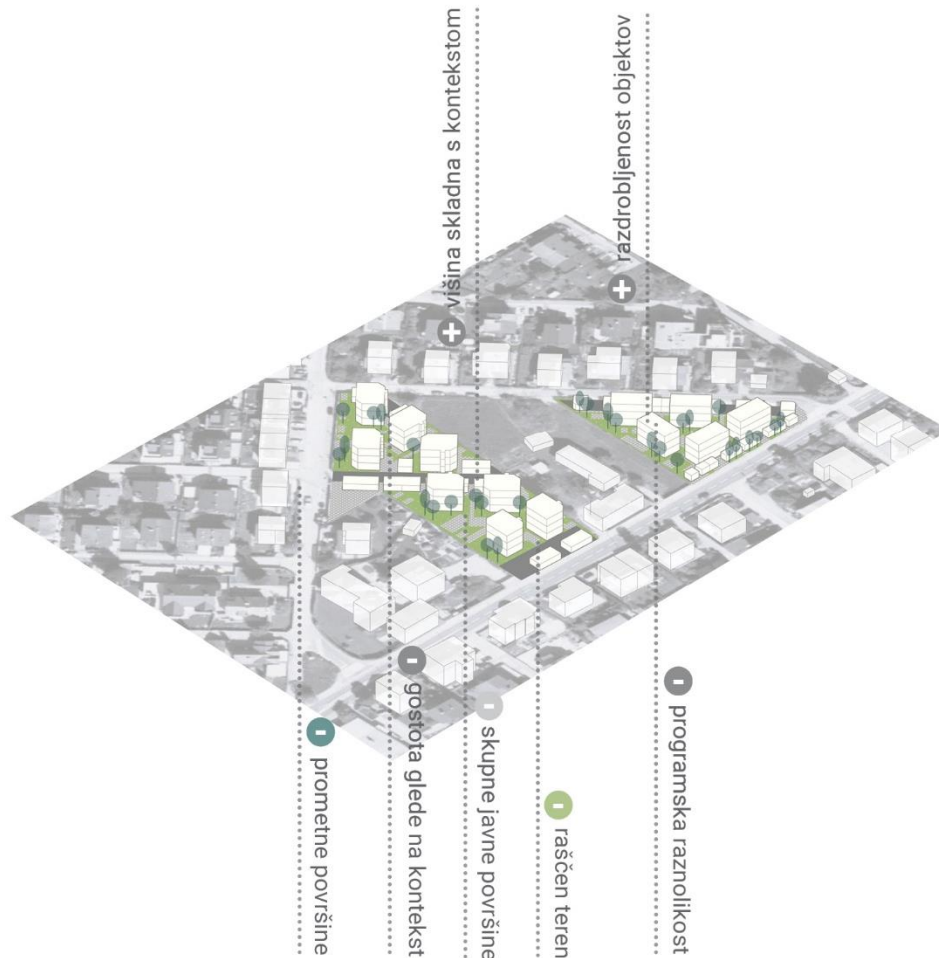 + višina skladna s kontekstom
+ razdrobljenost objektov
- prometne površine
- gostota glede na kontekst
- skupne javne površine
- raščen teren
- programska raznolikost